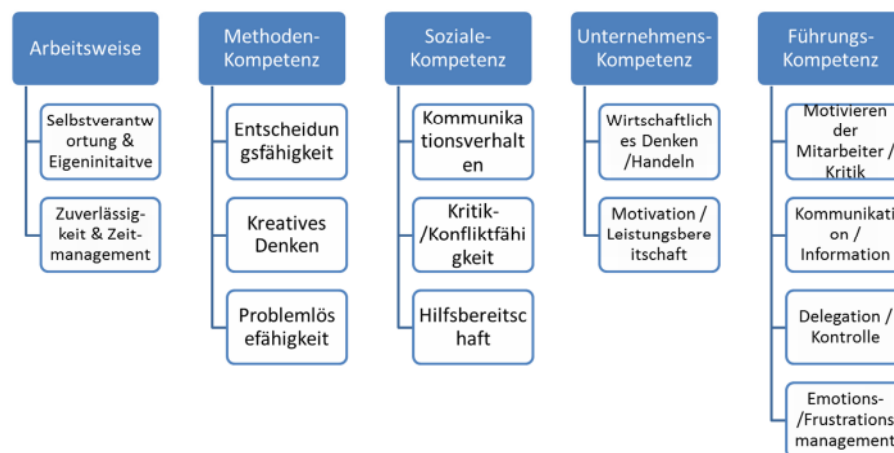 Arbeitsweise
Selbstverantw
ortung &
Eigeninitaitve
Zuverlässig-
keit & Zeit-
management
Methoden-
Kompetenz
Entscheidun
gsfähigkeit
Kreatives
Denken
Problemlös
efähigkeit
Soziale-
Kompetenz
Kommunika
tionsverhalt
en
Kritik-
/Konfliktfähi
gkeit
Hilfsbereitsc
haft
Unternehmens-
Kompetenz
Wirtschaftlich
es Denken
/Handeln
Motivation /
Leistungsbere
itschaft
Führungs-
Kompetenz
Motivieren
der
Mitarbeiter /
Kritik
Kommunikati
on /
Information
Delegation /
Kontrolle
Emotions-
/Frustrations
management